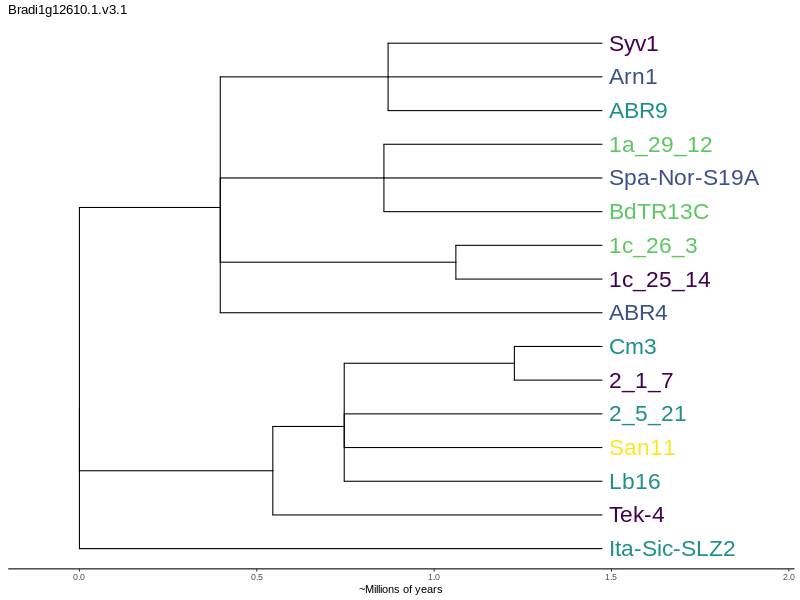 Bradi1g12610.1.v3.1
Syv1
Arn1
ABR9
1a_29_12
Spa-Nor-S19A
BdTR13C
1c_26_3
1c_25_14
ABR4
Cm3
2_1_7
2_5_21
San11
Lb16
Tek-4
Ita-Sic-SLZ2
0.0 0.5 1.0 1.5 2.0
~Millions of years